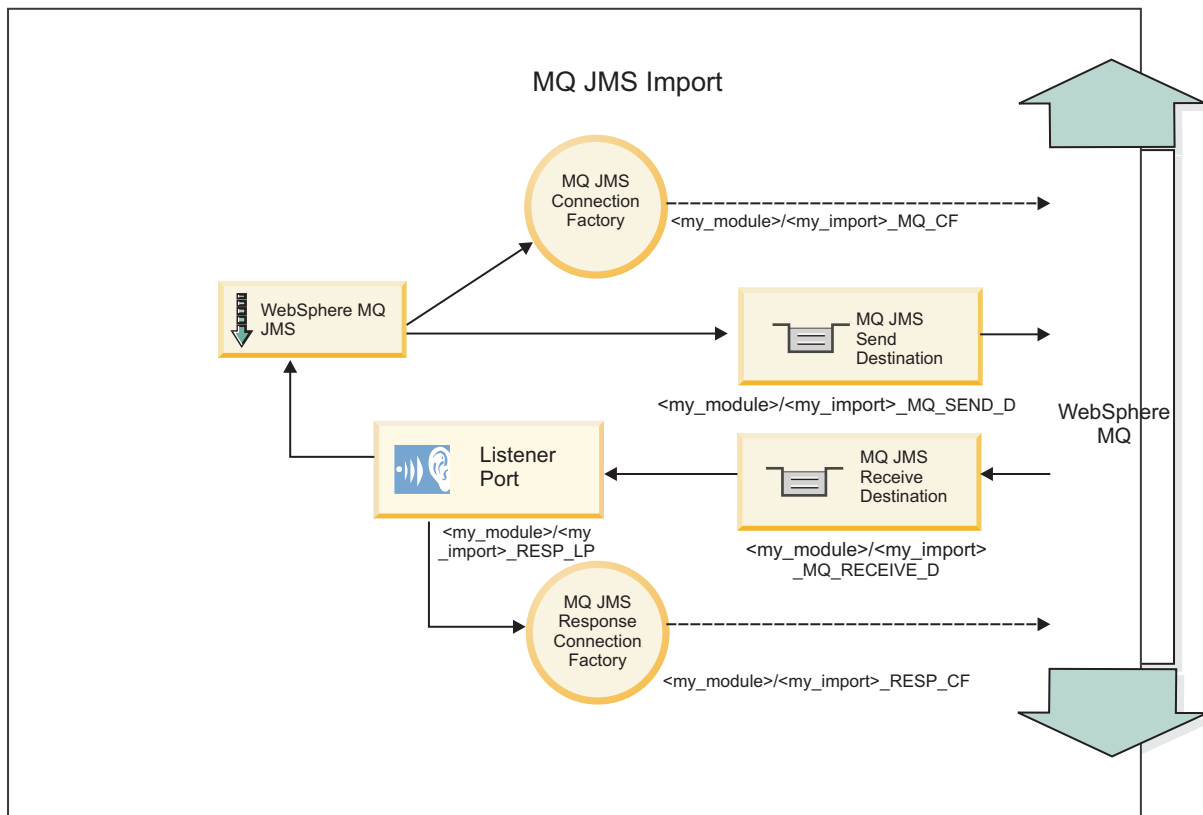 MQ JMS Import
MQ JMS
Connection
Factory
<my_module>/<my_import>_MQ_CF
WebSphere MQ
JMS
MQ JMS
Send
Destination
<my_module>/<my_import>_MQ_SEND_D
WebSphere
MQ
Listener
Port
MQ JMS
Receive
Destination
<my_module>/<my
_import>_RESP_LP
<my_module>/<my_import>
_MQ_RECEIVE_D
MQ JMS
Response
Connection
Factory
<my_module>/<my_import>_RESP_CF